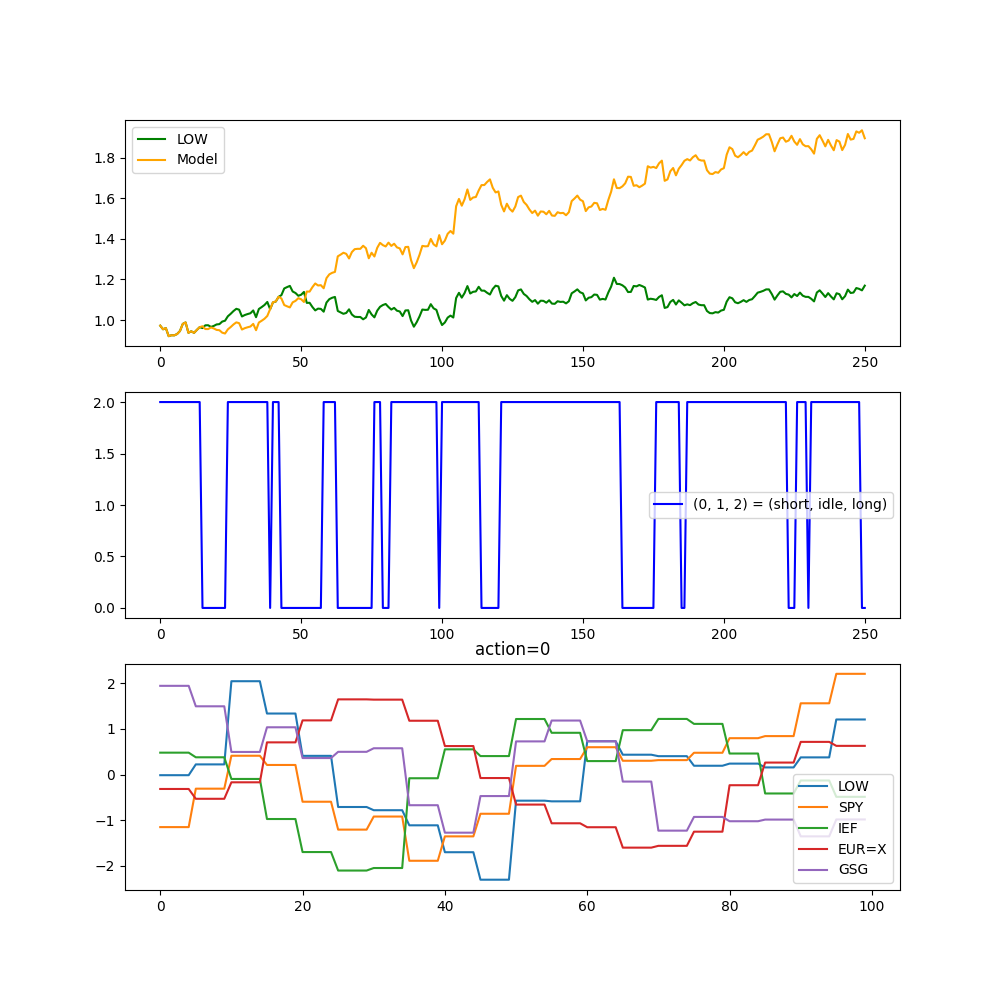 LOW
Model
1.8
1.6
1.4
1.2
1.0
0 50 100 150 200 250
2.0
1.5
1.0
0.5
0.0
(0, 1, 2) = (short, idle, long)
0 50 100 150 200 250
action=0
2
1
0
−1
−2
LOW
SPY
IEF
EUR=X
GSG
0 20 40 60 80 100